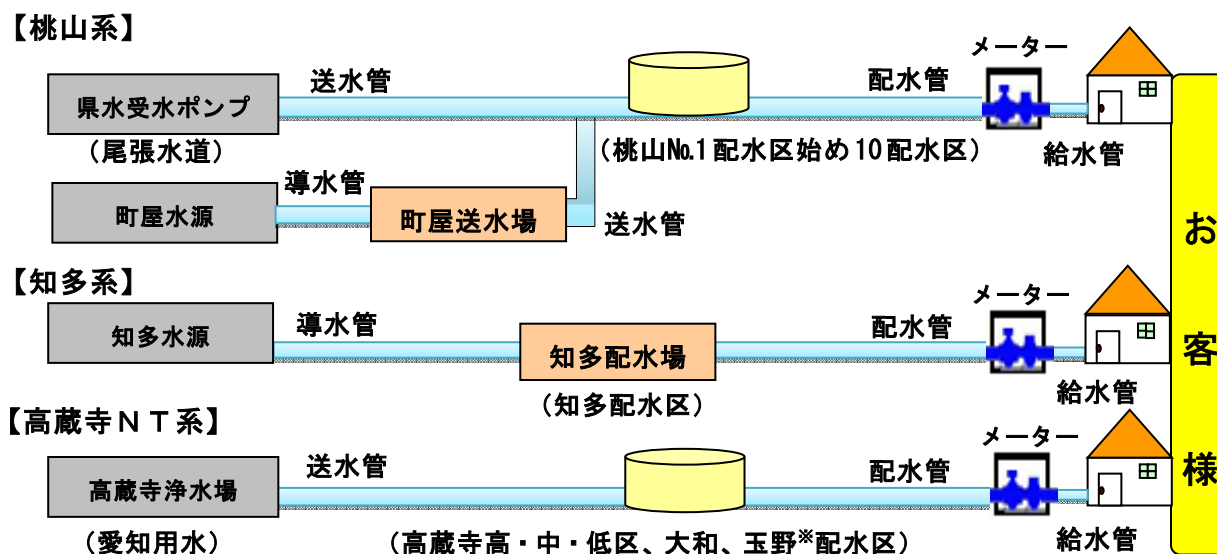 【桃山系】
県水受水ポンプ
(尾張水道)
送水管
配水管
メーター
給水管
(桃山№1配水区始め10配水区)
町屋水源
導水管
町屋送水場
送水管
【知多系】
知多水源
導水管
知多配水場
(知多配水区)
配水管
メーター
給水管
【高蔵寺NT系】
高蔵寺浄水場
(愛知用水)
送水管
(高蔵寺高・中・低区、大和、玉野※配水区)
配水管
メーター
給水管
お客様